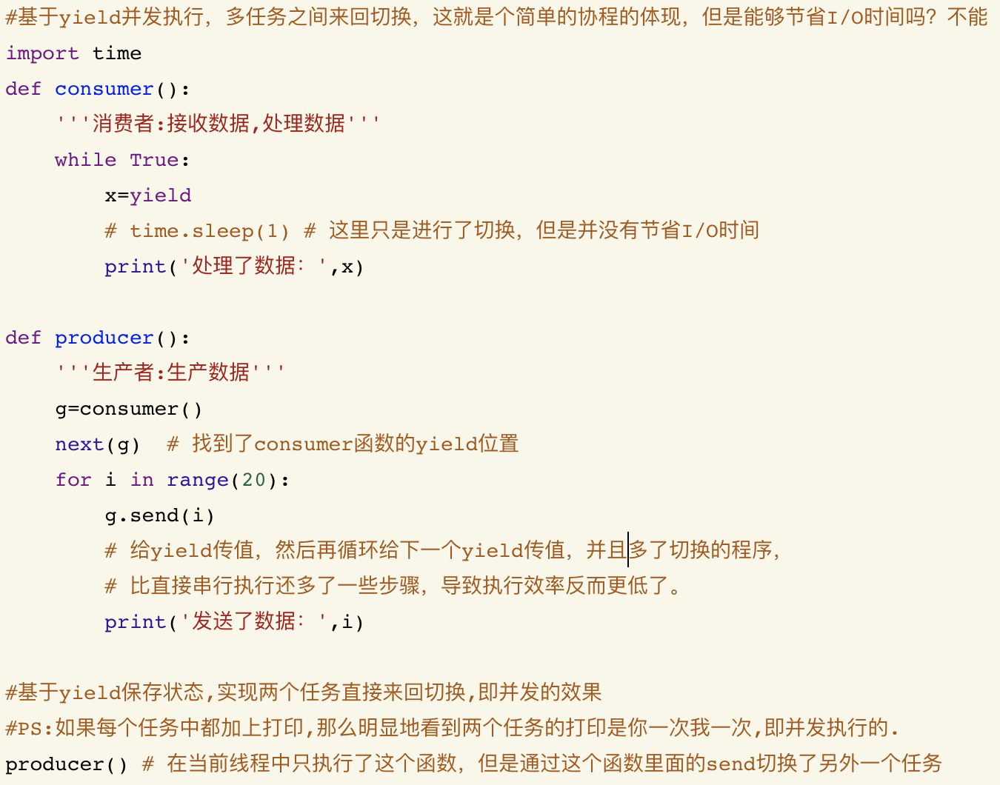 #基于yield并发执行，多任务之间来回切换，这就是个简单的协程的体现，但是能够节省I/O时间吗？不能
import time
def consumer():
    '''消费者:接收数据,处理数据'''
    while True:
        x=yield
        # time.sleep(1) # 这里只是进行了切换，但是并没有节省I/O时间
        print('处理了数据：',x)
def producer():
    '''生产者:生产数据'''
    g=consumer()
    next(g)  # 找到了consumer函数的yield位置
    for i in range(20):
        g.send(i)
        # 给yield传值，然后再循环给下一个yield传值，并且多了切换的程序，
        # 比直接串行执行还多了一些步骤，导致执行效率反而更低了。
        print('发送了数据：',i)
#基于yield保存状态,实现两个任务直接来回切换,即并发的效果
#PS:如果每个任务中都加上打印,那么明显地看到两个任务的打印是你一次我一次,即并发执行的.
producer() # 在当前线程中只执行了这个函数，但是通过这个函数里面的send切换了另外一个任务